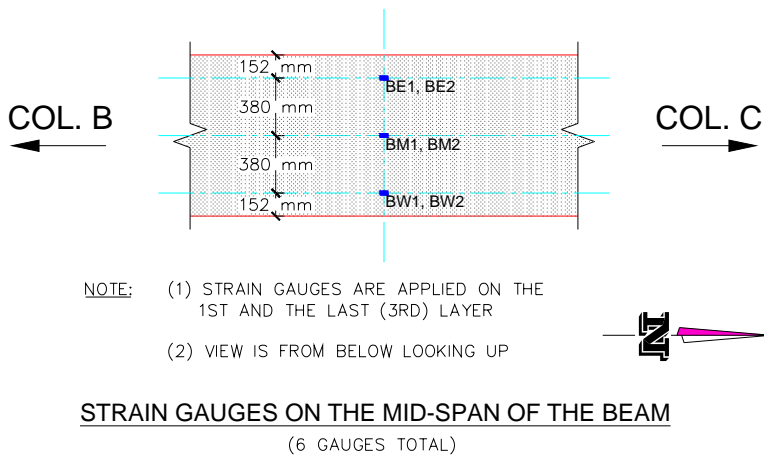 152 mm
BE1, BE2
380 mm
COL. B
COL. C
BM1, BM2
380 mm
BW1, BW2
152 mm
NOTE: (1) STRAIN GAUGES ARE APPLIED ON THE
1ST AND THE LAST (3RD) LAYER
(2) VIEW IS FROM BELOW LOOKING UP
N
STRAIN GAUGES ON THE MID-SPAN OF THE BEAM
(6 GAUGES TOTAL)